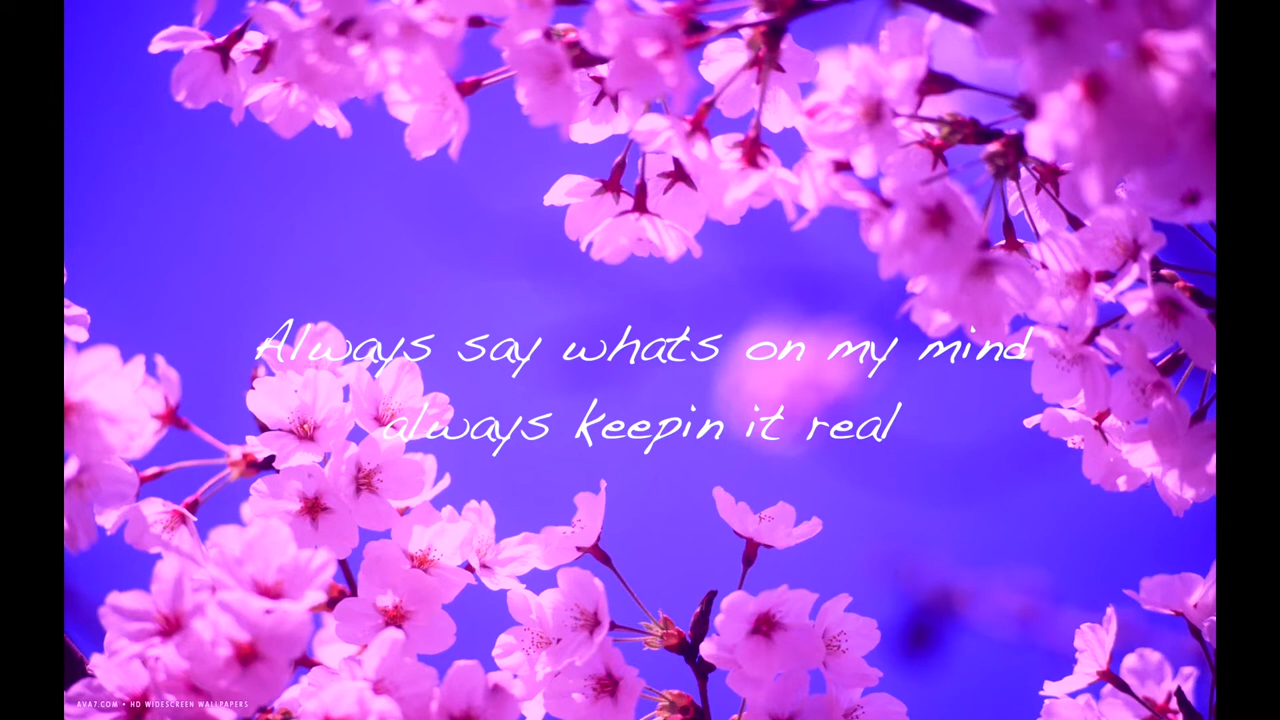 Always say whats on my mind
always keepin it real
AVA7.COM • HD WIDESCREEN WALLPAPERS